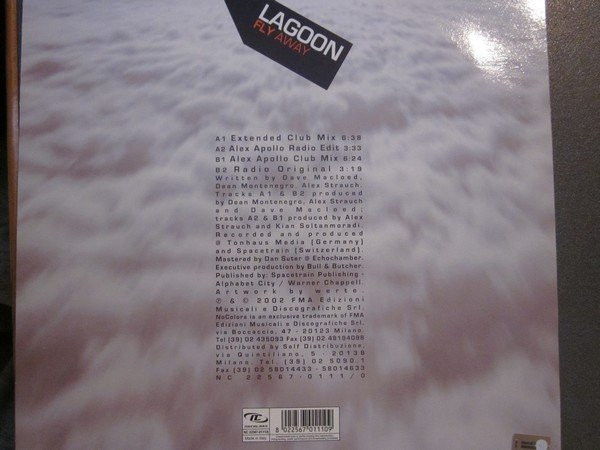 LAGOON
FLY AWAY
A1 Extended Club Mix 6:38
A2 Alex Apollo Radio Edit 3:33
B1 Alex Apollo Club Mix 6:24
B2 Radio Original 3:19
Written by Dave Macloed,
Dean Montenegro, Alex Strauch.
Tracks A1 & B2 produced
by Dean Montenegro, Alex Strauch
and Dave Macloed;
tracks A2 & B1 produced by Alex
Strauch and Kian Soltanmoradi.
Recorded and produced
@ Tonhaus Media (Germany)
and Spacetrain (Switzerland).
Mastered by Dan Suter @ Echochamber.
Executive production by Bull & Butcher.
Published by: Spacetrain Publishing -
Alphabet City / Warner Chappell.
Artwork by werte.
℗ & © 2002 FMA Edizioni
Musicali e Discografiche Srl.
NoColors is an exclusive trademark of FMA
Edizioni Musicali e Discografiche Srl,
via Boccaccio, 47 - 20123 Milano.
Tel (39) 02 435093 Fax (39) 02 48194098
Distributed by Self Distribuzione,
via Quintiliano, 5 - 20138
Milano. Tel. (39) 02 5090.1
Fax (39) 02 58014433 - 58014633
NC 22567-0111/0
Made in Italy
8 022567 011109